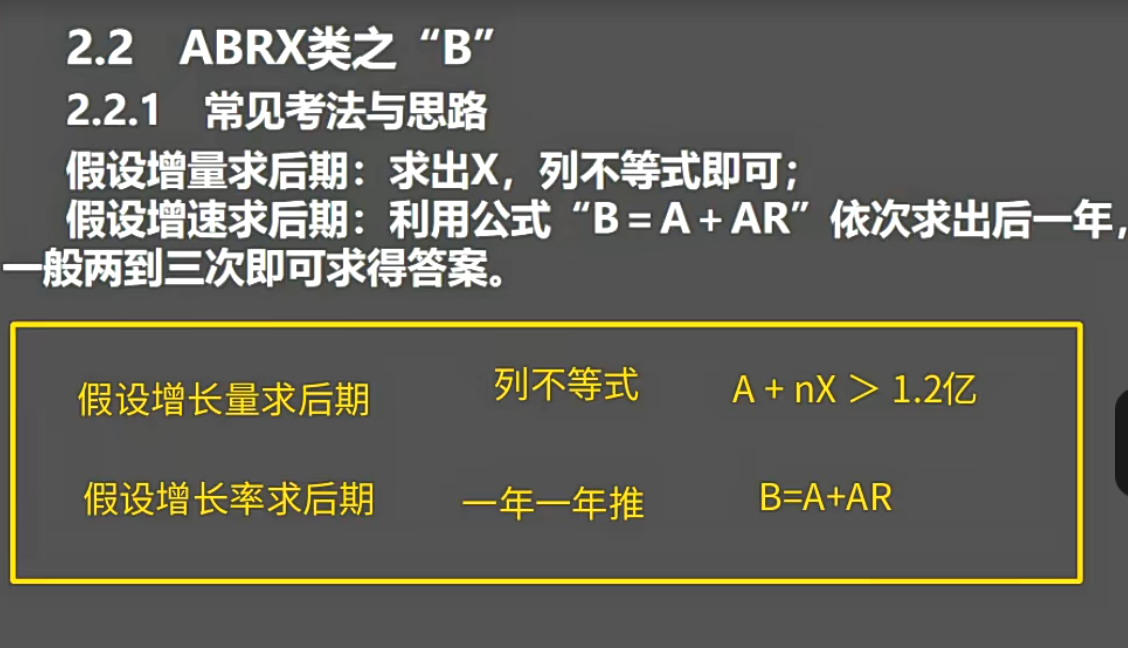 2.2 ABRX类之“B”
2.2.1 常见考法与思路
假设增量求后期：求出X，列不等式即可；
假设增速求后期：利用公式“B＝A＋AR”依次求出后一年，
一般两到三次即可求得答案。
假设增长量求后期 列不等式 A + nX ＞ 1.2亿
假设增长率求后期 一年一年推 B=A+AR